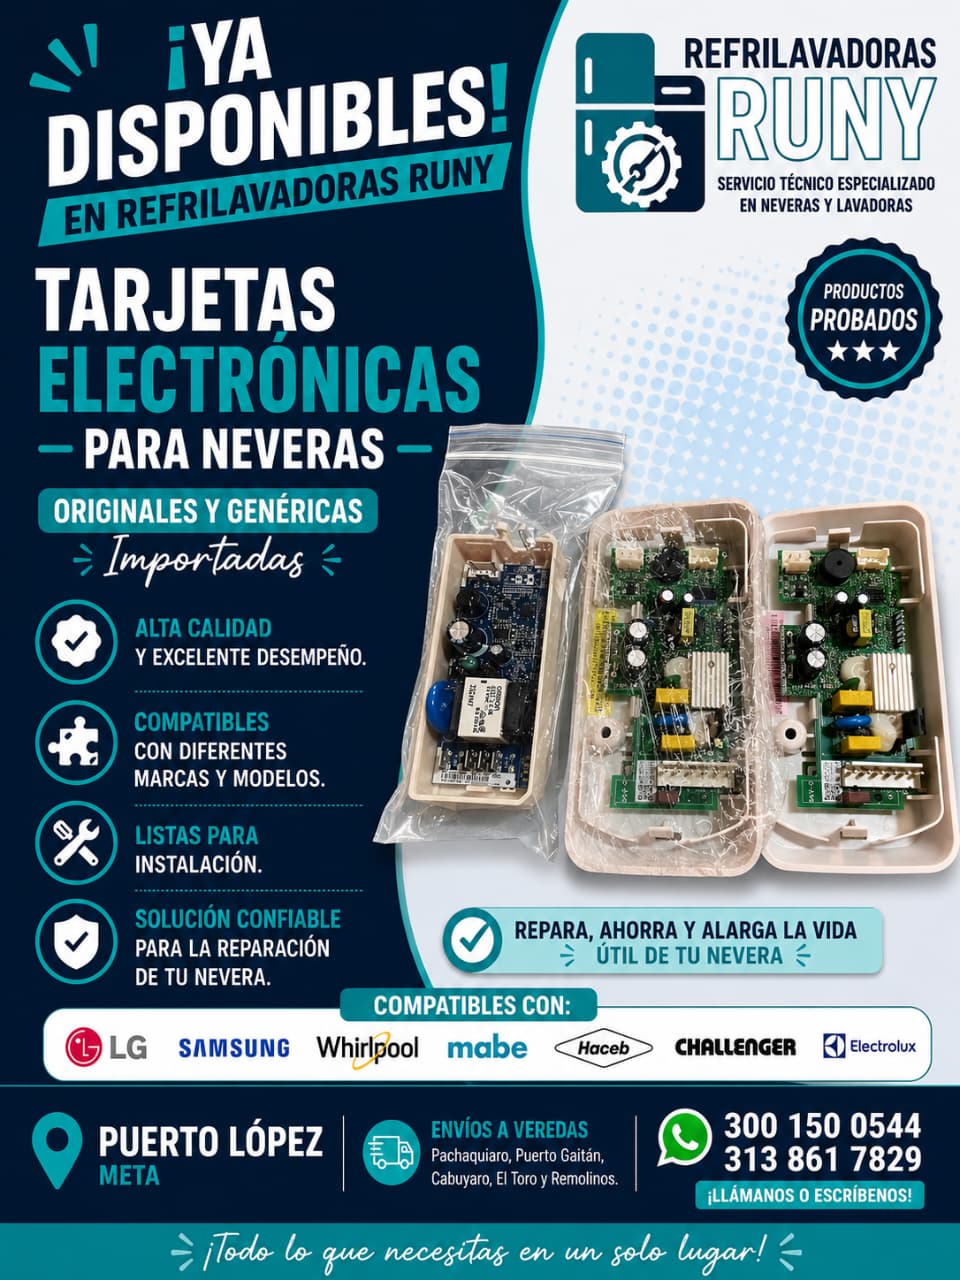 ¡YA
DISPONIBLES!
EN REFRILAVADORAS RUNY
REFRILAVADORAS
RUNY
SERVICIO TÉCNICO ESPECIALIZADO
EN NEVERAS Y LAVADORAS
PRODUCTOS
PROBADOS
TARJETAS
ELECTRÓNICAS
PARA NEVERAS
ORIGINALES Y GENÉRICAS
Importadas
ALTA CALIDAD
Y EXCELENTE DESEMPEÑO.
COMPATIBLES
CON DIFERENTES
MARCAS Y MODELOS.
LISTAS PARA
INSTALACIÓN.
SOLUCIÓN CONFIABLE
PARA LA REPARACIÓN
DE TU NEVERA.
REPARA, AHORRA Y ALARGA LA VIDA
ÚTIL DE TU NEVERA
COMPATIBLES CON:
LG
SAMSUNG
Whirlpool
mabe
Haceb
CHALLENGER
Electrolux
PUERTO LÓPEZ
META
ENVÍOS A VEREDAS
Pachaquiaro, Puerto Gaitán,
Cabuyaro, El Toro y Remolinos.
300 150 0544
313 861 7829
¡LLÁMANOS O ESCRÍBENOS!
¡Todo lo que necesitas en un solo lugar!